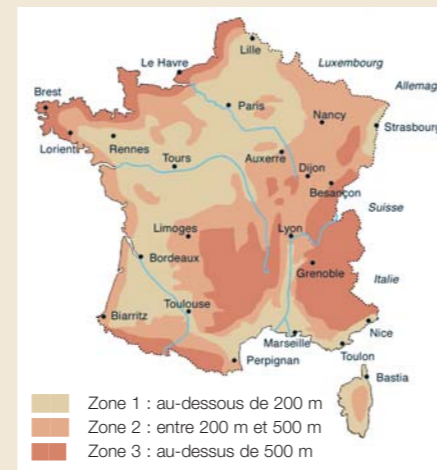 Lille
Luxembourg
Le Havre
Allemag
Brest
Paris
Nancy
Strasbourg
Lorient
Rennes
Auxerre
Tours
Dijon
Besançon
Suisse
Limoges
Lyon
Bordeaux
Grenoble
Italie
Toulouse
Biarritz
Nice
Marseille
Toulon
Perpignan
Bastia
Zone 1 : au-dessous de 200 m
Zone 2 : entre 200 m et 500 m
Zone 3 : au-dessus de 500 m